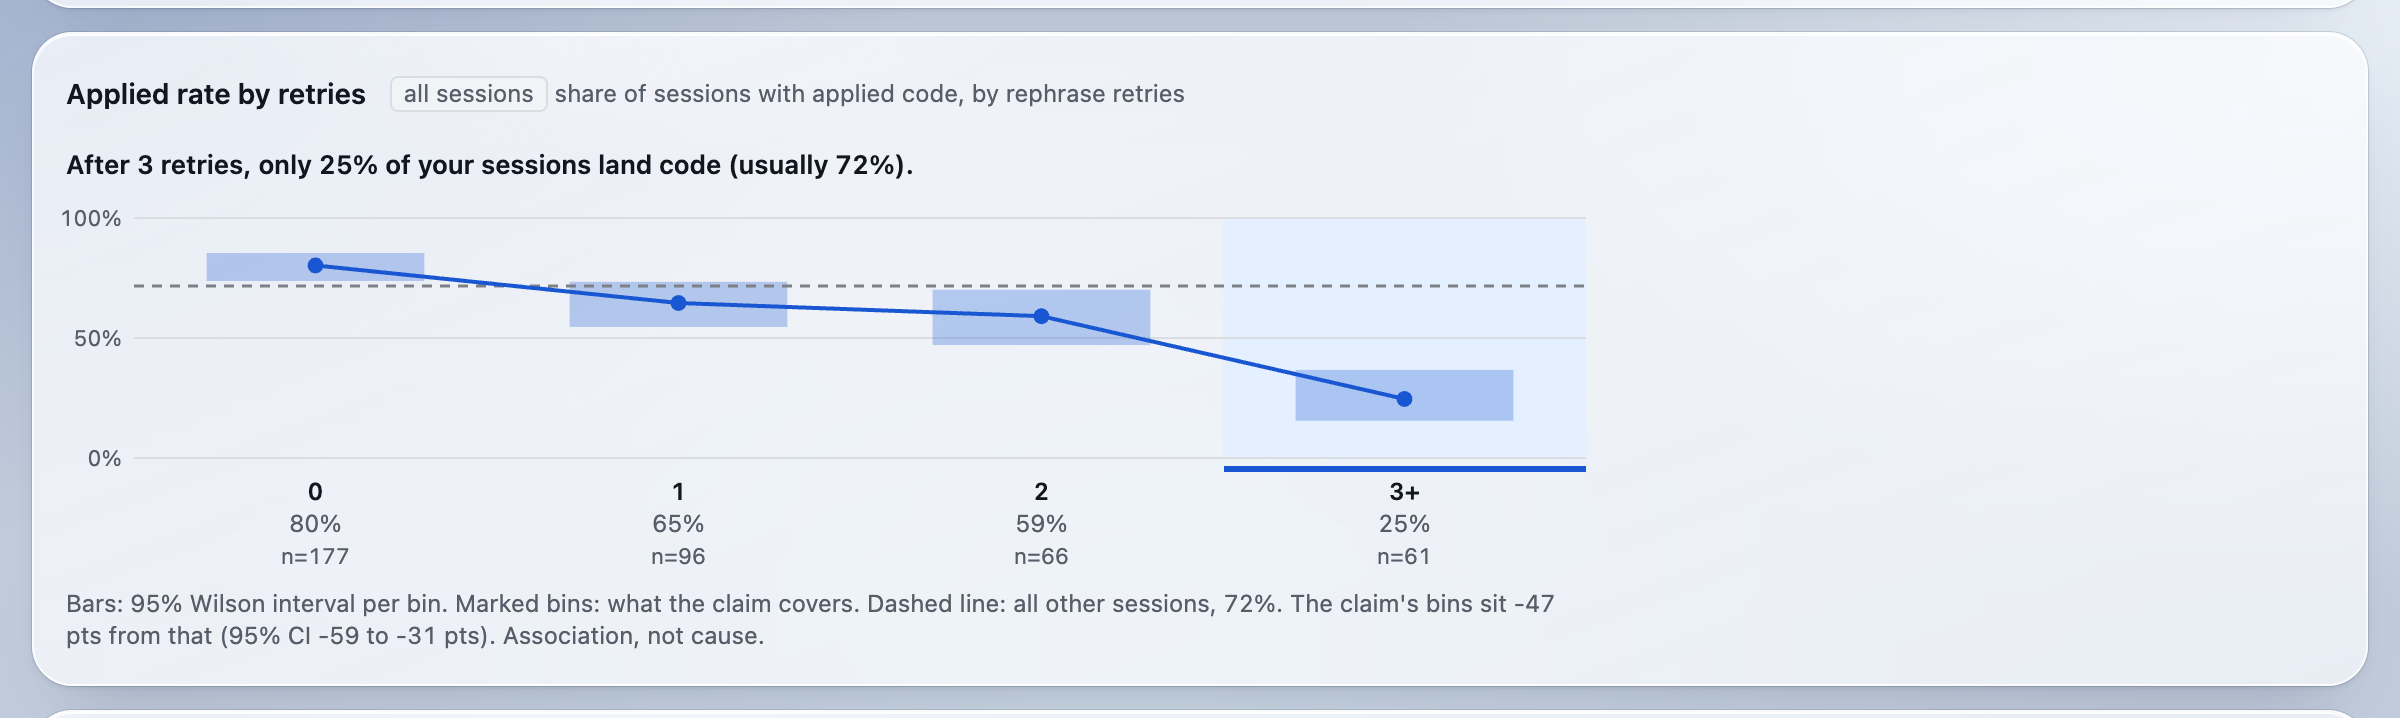 Applied rate by retries all sessions share of sessions with applied code, by rephrase retries
After 3 retries, only 25% of your sessions land code (usually 72%).
100%
50%
0%
0 1 2 3+
80% 65% 59% 25%
n=177 n=96 n=66 n=61
Bars: 95% Wilson interval per bin. Marked bins: what the claim covers. Dashed line: all other sessions, 72%. The claim's bins sit -47
pts from that (95% CI -59 to -31 pts). Association, not cause.